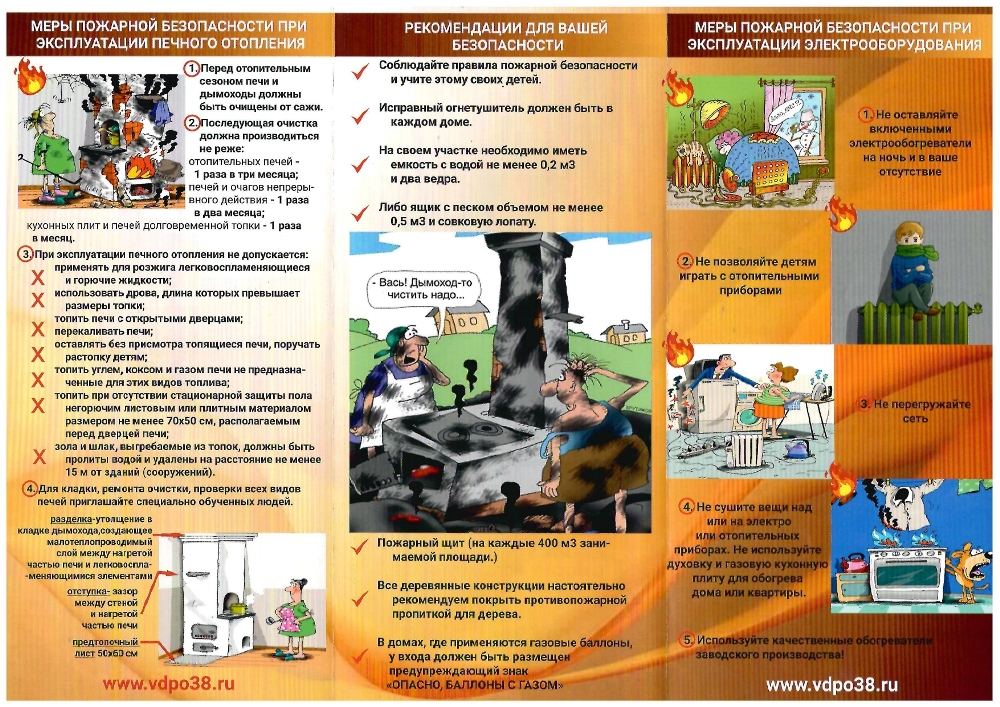 МЕРЫ ПОЖАРНОЙ БЕЗОПАСНОСТИ ПРИ
ЭКСПЛУАТАЦИИ ПЕЧНОГО ОТОПЛЕНИЯ
1. Перед отопительным
сезоном печи и
дымоходы должны
быть очищены от сажи.
2. Последующая очистка
должна производиться
не реже:
отопительных печей -
1 раза в три месяца;
печей и очагов непреры-
вного действия - 1 раза
в два месяца;
кухонных плит и печей долговременной топки - 1 раза
в месяц.
3. При эксплуатации печного отопления не допускается:
X применять для розжига легковоспламеняющиеся
и горючие жидкости;
X использовать дрова, длина которых превышает
размеры топки;
X топить печи с открытыми дверцами;
перекаливать печи;
X оставлять без присмотра топящиеся печи, поручать
растопку детям;
X топить углем, коксом и газом печи не предназна-
ченные для этих видов топлива;
X топить при отсутствии стационарной защиты пола
негорючим листовым или плитным материалом
размером не менее 70х50 см, располагаемым
перед дверцей печи;
X зола и шлак, выгребаемые из топок, должны быть
пролиты водой и удалены на расстояние не менее
15 м от зданий (сооружений).
4. Для кладки, ремонта очистки, проверки всех видов
печей приглашайте специально обученных людей.
разделка-утолщение в
кладке дымохода,создающее
малотеплопроводимый
слой между нагретой
частью печи и легковоспла-
-меняющимися элементами
отступка- зазор
между стеной
и нагретой
частью печи
предтопочный
лист 50х60 см
www.vdpo38.ru
РЕКОМЕНДАЦИИ ДЛЯ ВАШЕЙ
БЕЗОПАСНОСТИ
Соблюдайте правила пожарной безопасности
и учите этому своих детей.
Исправный огнетушитель должен быть в
каждом доме.
На своем участке необходимо иметь
емкость с водой не менее 0,2 м3
и два ведра.
Либо ящик с песком объемом не менее
0,5 м3 и совковую лопату.
- Вась! Дымоход-то
чистить надо...
Пожарный щит (на каждые 400 м3 зани-
маемой площади.)
Все деревянные конструкции настоятельно
рекомендуем покрыть противопожарной
пропиткой для дерева.
В домах, где применяются газовые баллоны,
у входа должен быть размещен
предупреждающий знак
«ОПАСНО, БАЛЛОНЫ С ГАЗОМ»
МЕРЫ ПОЖАРНОЙ БЕЗОПАСНОСТИ ПРИ
ЭКСПЛУАТАЦИИ ЭЛЕКТРООБОРУДОВАНИЯ
1. Не оставляйте
включенными
электрообогреватели
на ночь и в ваше
отсутствие
2. Не позволяйте детям
играть с отопительными
приборами
3. Не перегружайте
сеть
4. Не сушите вещи над
или на электро
или отопительных
приборах. Не используйте
духовку и газовую кухонную
плиту для обогрева
дома или квартиры.
5. Используйте качественные обогреватели
заводского производства!
www.vdpo38.ru